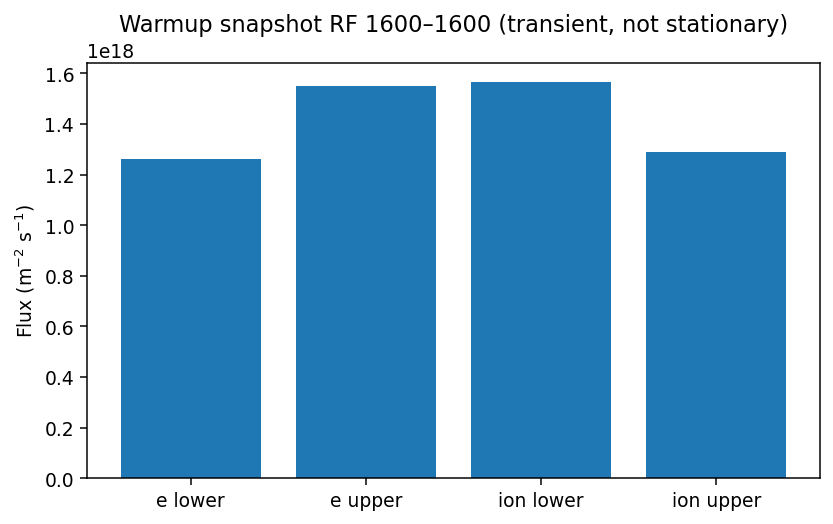 Warmup snapshot RF 1600–1600 (transient, not stationary)
1e18
1.6
1.4
1.2
1.0
0.8
0.6
0.4
0.2
0.0
Flux (m⁻² s⁻¹)
e lower e upper ion lower ion upper